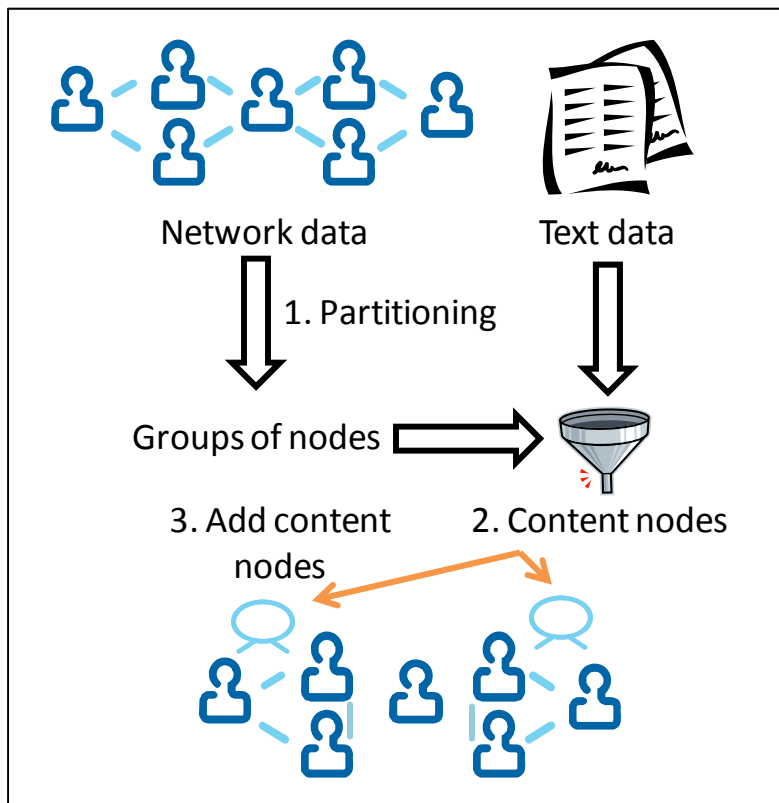 Network data
Text data
1. Partitioning
Groups of nodes
3. Add content
nodes
2. Content nodes